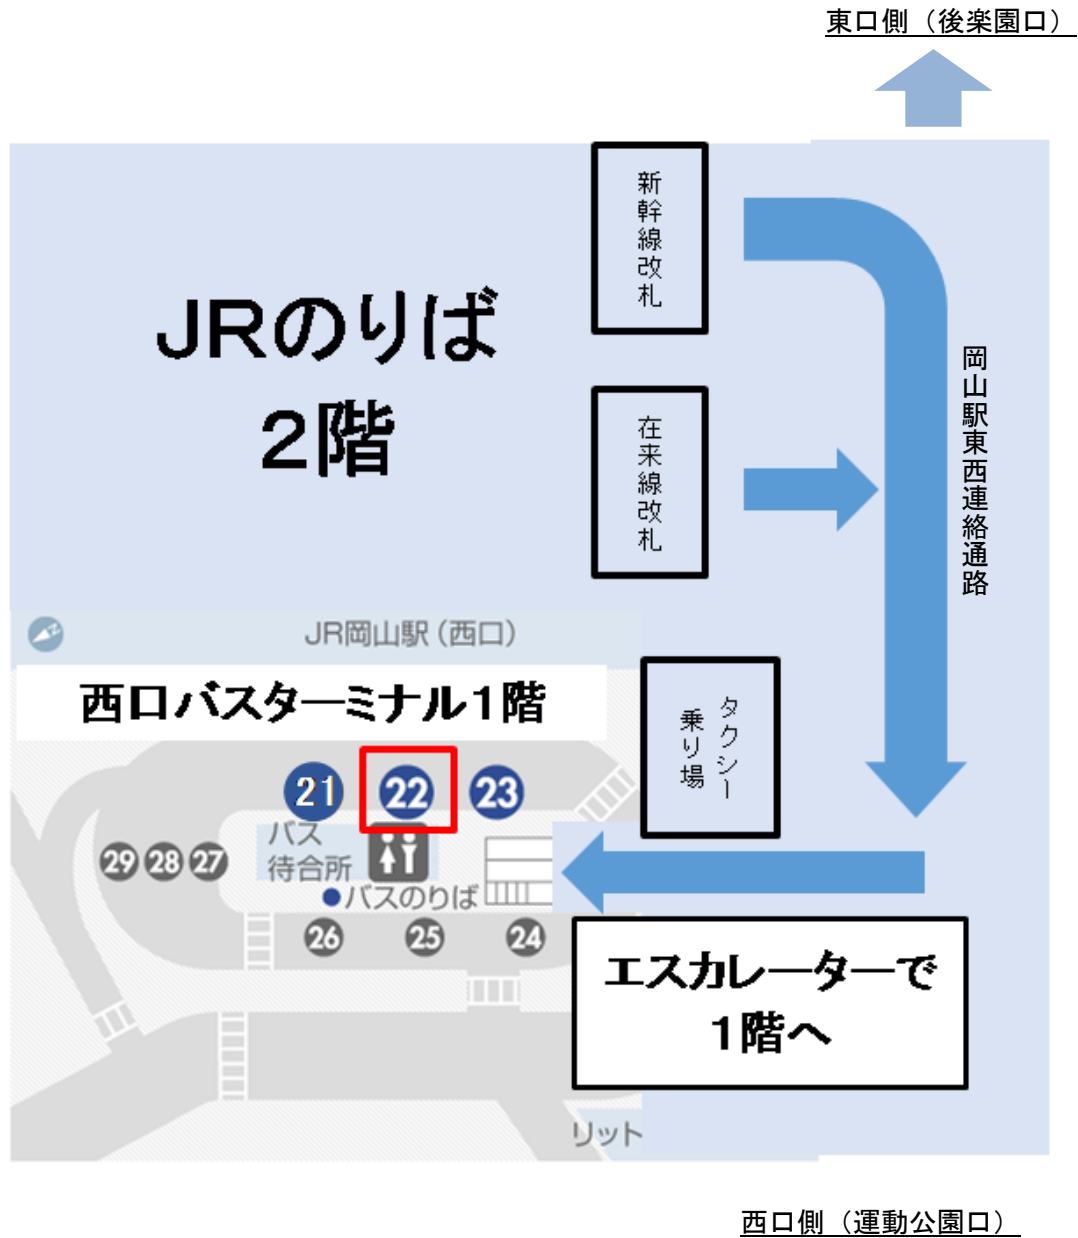 東口側（後楽園口）
新幹線改札
JRのりば
2階
在来線改札
岡山駅東西連絡通路
JR岡山駅（西口）
西口バスターミナル1階
タクシー
乗り場
21
22
23
バス
待合所
29 28 27
●バスのりば
26
25
24
エスカレーターで
1階へ
リット
西口側（運動公園口）